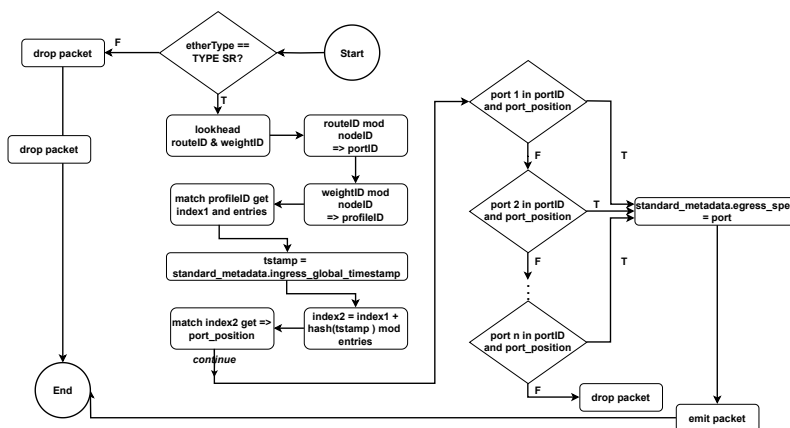 Start
etherType ==
TYPE SR?
F
drop packet
drop packet
T
lookhead
routeID & weightID
routeID mod
nodeID
=> portID
weightID mod
nodeID
=> profileID
match profileID get
index1 and entries
tstamp =
standard_metadata.ingress_global_timestamp
index2 = index1 +
hash(tstamp ) mod
entries
match index2 get =>
port_position
continue
port 1 in portID
and port_position
T
F
port 2 in portID
and port_position
T
F
port n in portID
and port_position
T
F
drop packet
standard_metadata.egress_spe
= port
emit packet
End